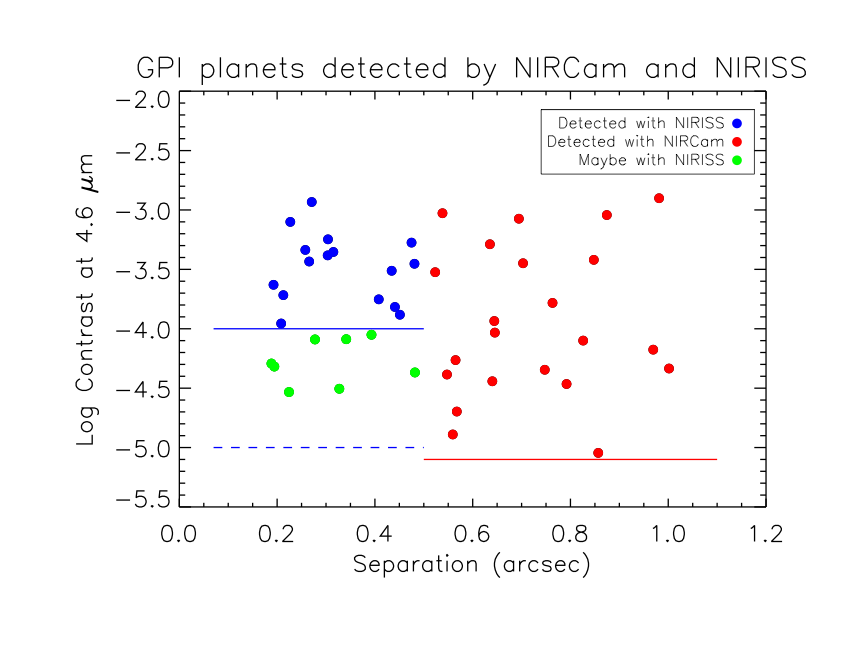 GPI planets detected by NIRCam and NIRISS
Detected with NIRISS
Detected with NIRCam
Maybe with NIRISS
Log Contrast at 4.6 μm
−2.0
−2.5
−3.0
−3.5
−4.0
−4.5
−5.0
−5.5
0.0 0.2 0.4 0.6 0.8 1.0 1.2
Separation (arcsec)